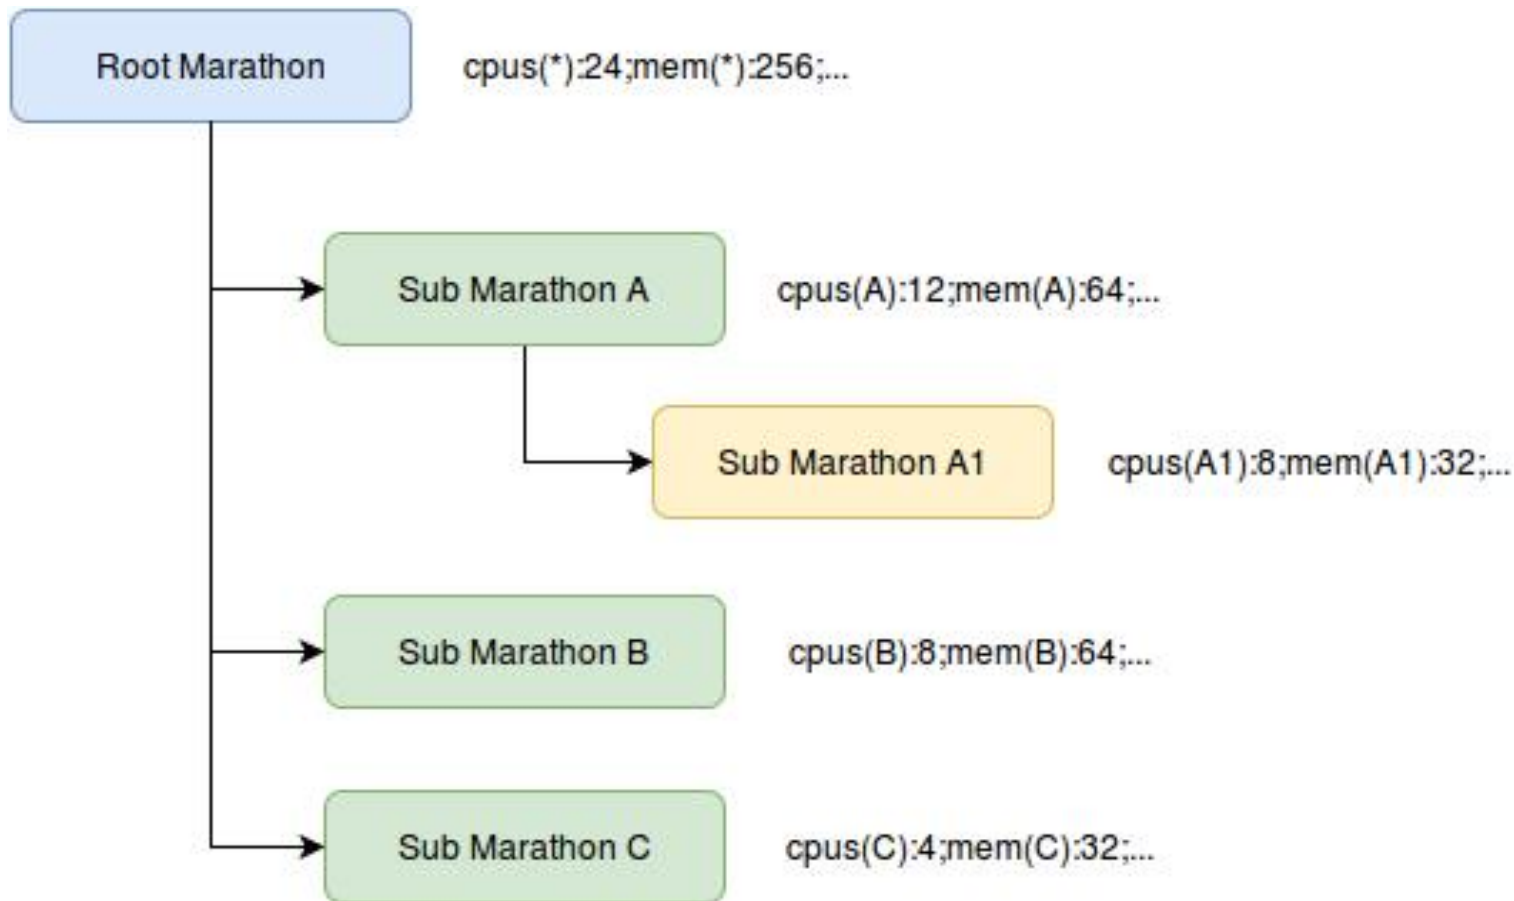 Root Marathon
cpus(*):24;mem(*):256;...
Sub Marathon A
cpus(A):12;mem(A):64;...
Sub Marathon A1
cpus(A1):8;mem(A1):32;...
Sub Marathon B
cpus(B):8;mem(B):64;...
Sub Marathon C
cpus(C):4;mem(C):32;...